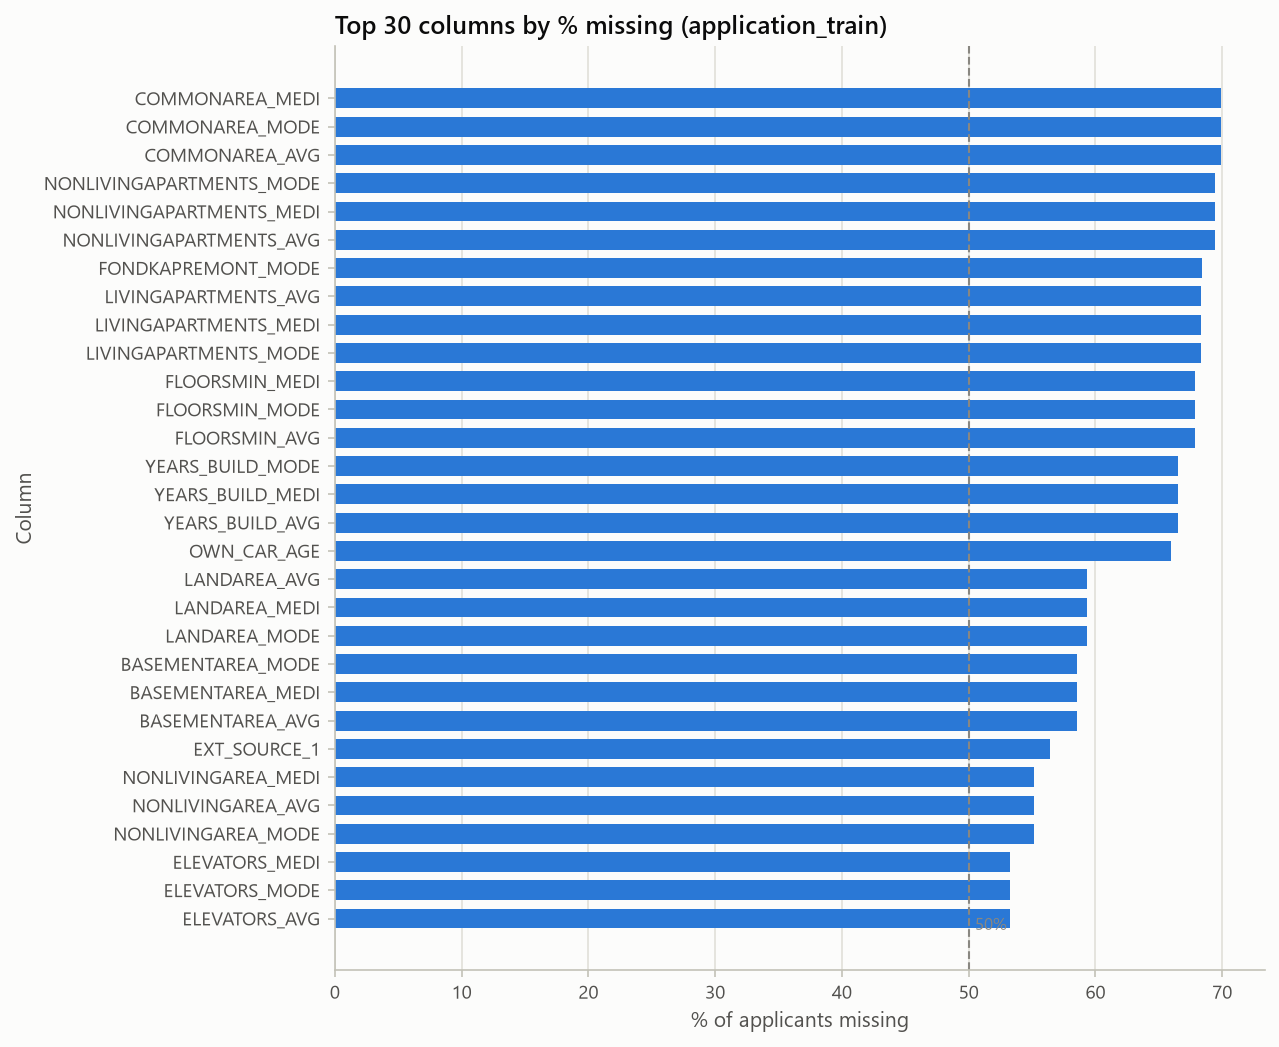 Top 30 columns by % missing (application_train)
COMMONAREA_MEDI
COMMONAREA_MODE
COMMONAREA_AVG
NONLIVINGAPARTMENTS_MODE
NONLIVINGAPARTMENTS_MEDI
NONLIVINGAPARTMENTS_AVG
FONDKAPREMONT_MODE
LIVINGAPARTMENTS_AVG
LIVINGAPARTMENTS_MEDI
LIVINGAPARTMENTS_MODE
FLOORSMIN_MEDI
FLOORSMIN_MODE
FLOORSMIN_AVG
YEARS_BUILD_MODE
YEARS_BUILD_MEDI
YEARS_BUILD_AVG
OWN_CAR_AGE
LANDAREA_AVG
LANDAREA_MEDI
LANDAREA_MODE
BASEMENTAREA_MODE
BASEMENTAREA_MEDI
BASEMENTAREA_AVG
EXT_SOURCE_1
NONLIVINGAREA_MEDI
NONLIVINGAREA_AVG
NONLIVINGAREA_MODE
ELEVATORS_MEDI
ELEVATORS_MODE
ELEVATORS_AVG
50%
Column
0 10 20 30 40 50 60 70
% of applicants missing